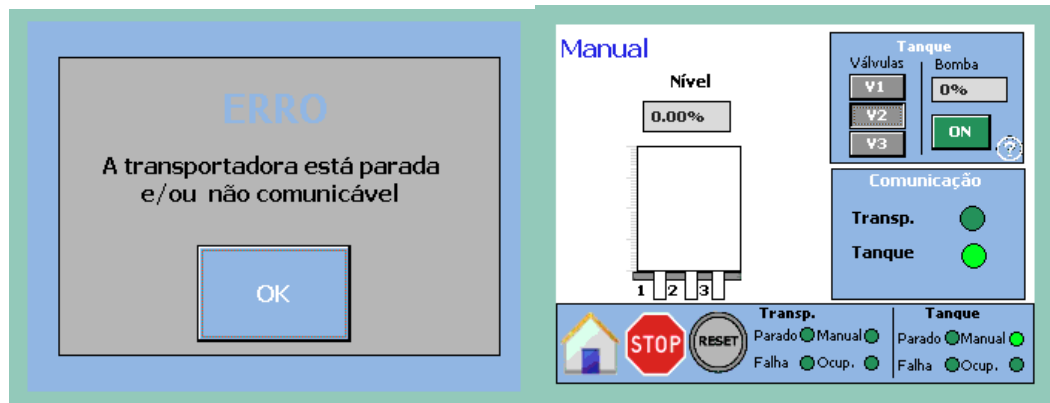 ERRO
A transportadora está parada
e/ou não comunicável
OK
Manual
Nível
0.00%
1 2 3
Tanque
Válvulas Bomba
V1 0%
V2
ON
V3
?
Comunicação
Transp.
Tanque
STOP
RESET
Transp.
Parado Manual
Falha Ocup.
Tanque
Parado Manual
Falha Ocup.